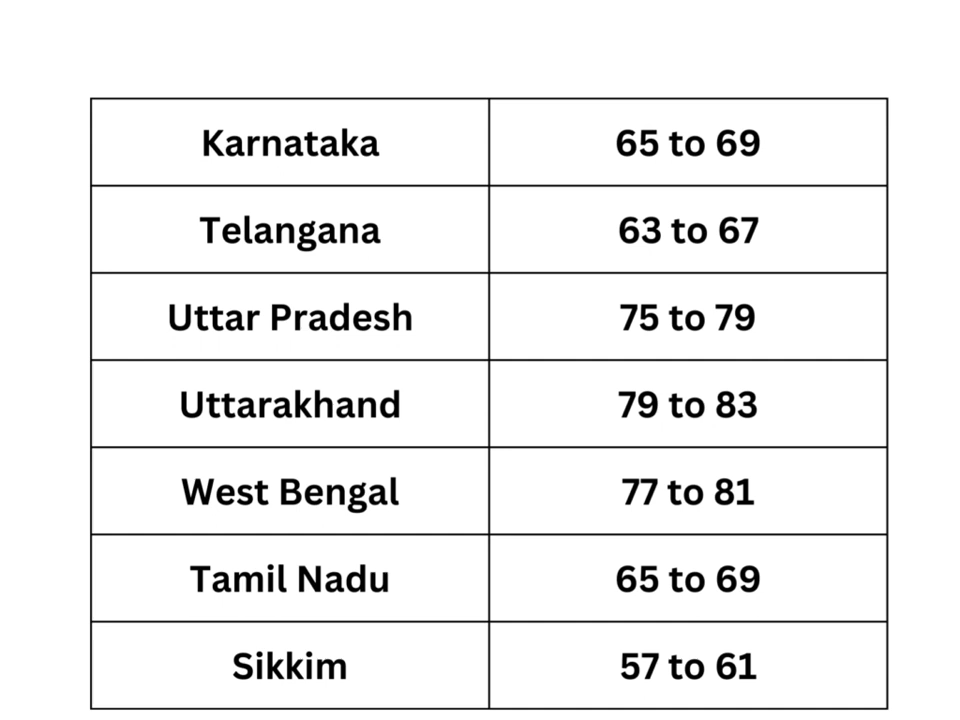 Karnataka 65 to 69
Telangana 63 to 67
Uttar Pradesh 75 to 79
Uttarakhand 79 to 83
West Bengal 77 to 81
Tamil Nadu 65 to 69
Sikkim 57 to 61